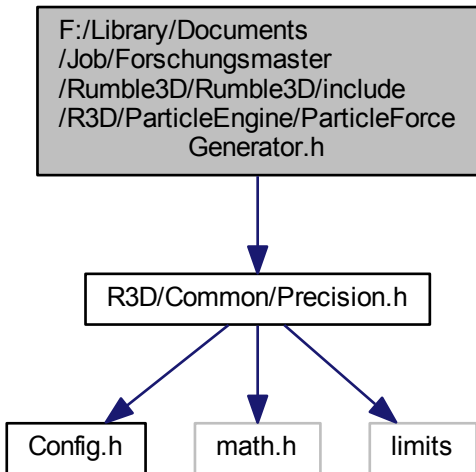 F:/Library/Documents
/Job/Forschungsmaster
/Rumble3D/Rumble3D/include
/R3D/ParticleEngine/ParticleForce
Generator.h
R3D/Common/Precision.h
Config.h
math.h
limits